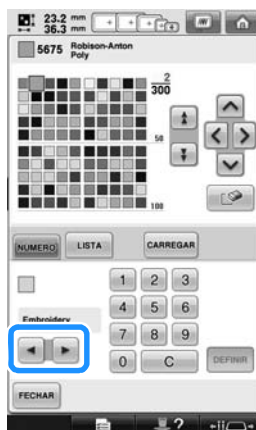 23.2 mm
36.3 mm
5675 Robison-Anton
Poly
2
300
50
100
NUMERO LISTA CARREGAR
1 2 3
Embroidery
4 5 6
7 8 9
0 C DEFINIR
FECHAR
?